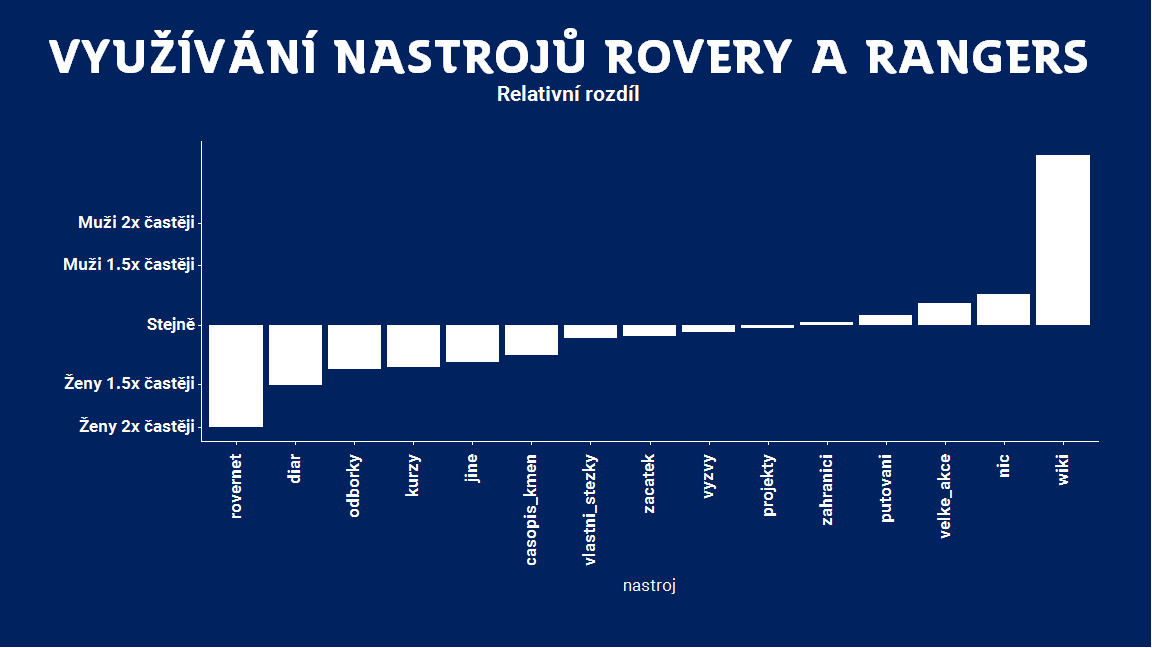 VYUŽÍVÁNÍ NASTROJŮ ROVERY A RANGERS
Relativní rozdíl
Muži 2x častěji
Muži 1.5x častěji
Stejně
Ženy 1.5x častěji
Ženy 2x častěji
rovernet
diar
odborky
kurzy
jine
casopis_kmen
vlastni_stezky
zacatek
vyzvy
projekty
zahranici
putovani
velke_akce
nic
wiki
nastroj